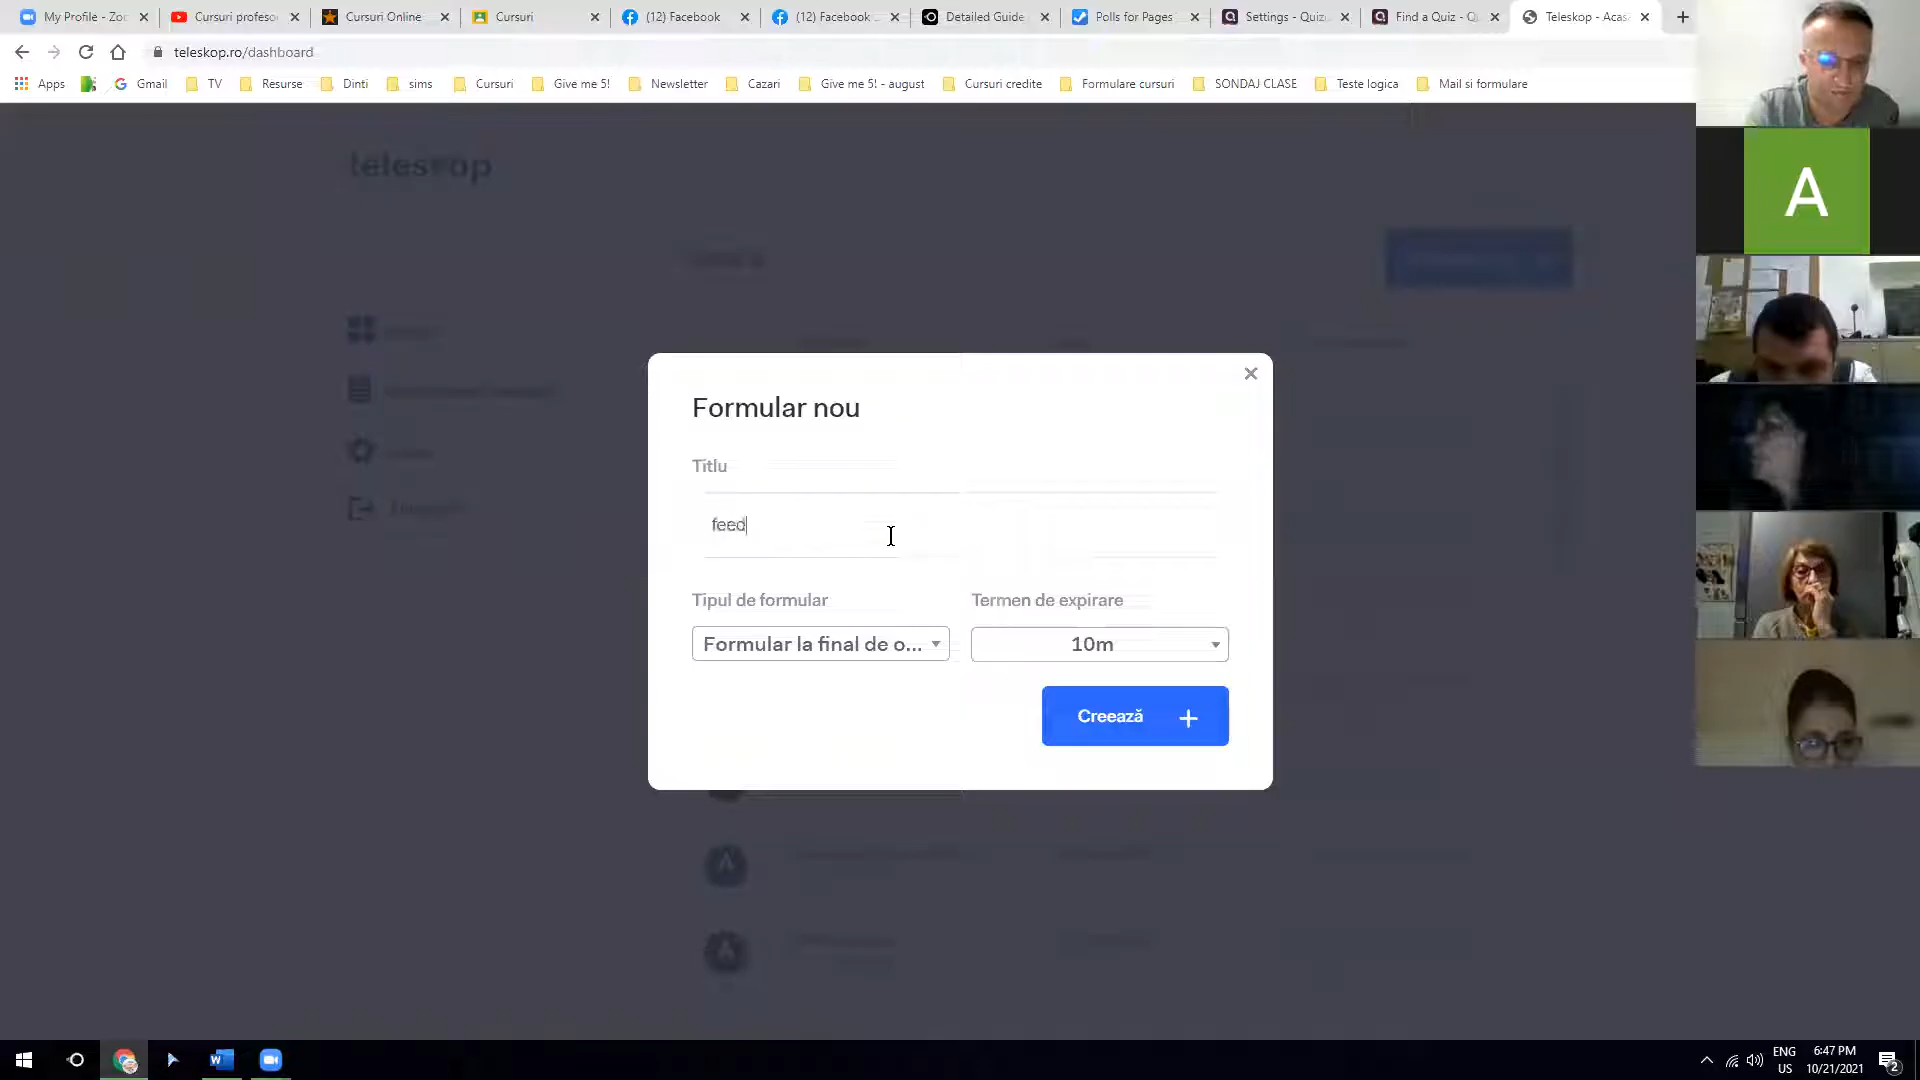 My Profile - Zo
Cursuri profeso
Cursuri Online
Cursuri
(12) Facebook
(12) Facebook
Detailed Guide
Polls for Pages
Settings - Quiz
Find a Quiz - Q
Teleskop - Acas
teleskop.ro/dashboard
Apps
Gmail
TV
Resurse
Dinti
sims
Cursuri
Give me 5!
Newsletter
Cazari
Give me 5! - august
Cursuri credite
Formulare cursuri
SONDAJ CLASE
Teste logica
Mail si formulare
teleskop
A
Formular nou
Titlu
feed
Tipul de formular
Termen de expirare
Formular la final de o...
10m
Creează +
ENG
US
6:47 PM
10/21/2021
2